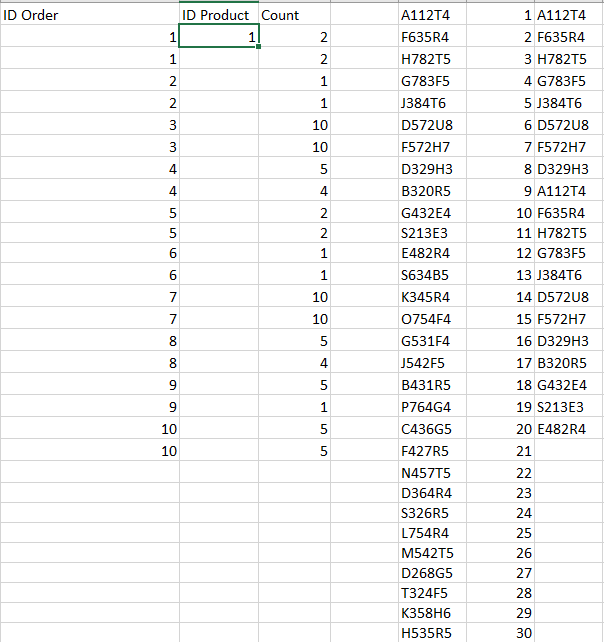 ID Order ID Product Count A112T4 1 A112T4
1 1 2 F635R4 2 F635R4
1 2 H782T5 3 H782T5
2 1 G783F5 4 G783F5
2 1 J384T6 5 J384T6
3 10 D572U8 6 D572U8
3 10 F572H7 7 F572H7
4 5 D329H3 8 D329H3
4 4 B320R5 9 A112T4
5 2 G432E4 10 F635R4
5 2 S213E3 11 H782T5
6 1 E482R4 12 G783F5
6 1 S634B5 13 J384T6
7 10 K345R4 14 D572U8
7 10 O754F4 15 F572H7
8 5 G531F4 16 D329H3
8 4 J542F5 17 B320R5
9 5 B431R5 18 G432E4
9 1 P764G4 19 S213E3
10 5 C436G5 20 E482R4
10 5 F427R5 21
N457T5 22
D364R4 23
S326R5 24
L754R4 25
M542T5 26
D268G5 27
T324F5 28
K358H6 29
H535R5 30